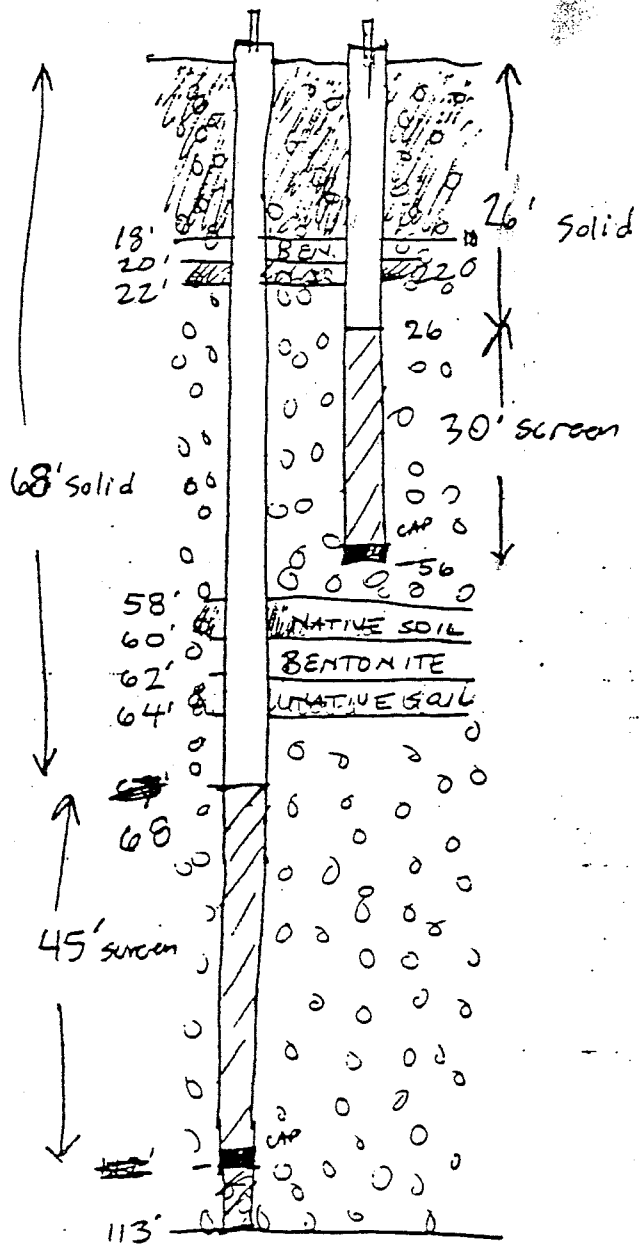 18'
BEN.
26' Solid
20'
20
22'
26
30' screen
68' Solid
CAP
56
58'
NATIVE SOIL
60'
BENTONITE
62'
NATIVE SOIL
64'
68
45' screen
CAP
113'